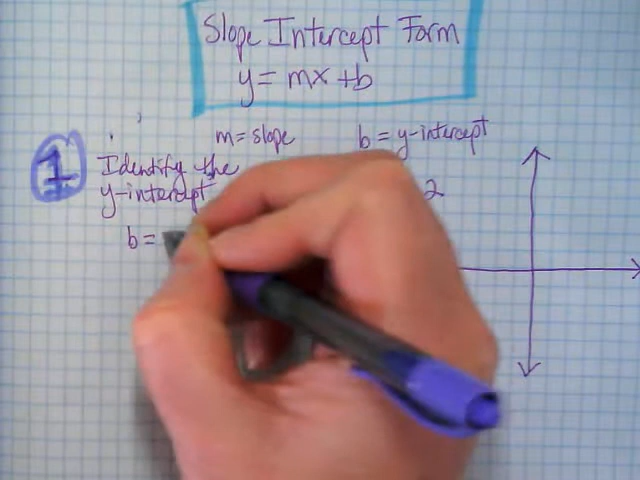 Slope Intercept Form
y = mx + b
m = slope b = y-intercept
1 Identify the
y-intercept
2
b =